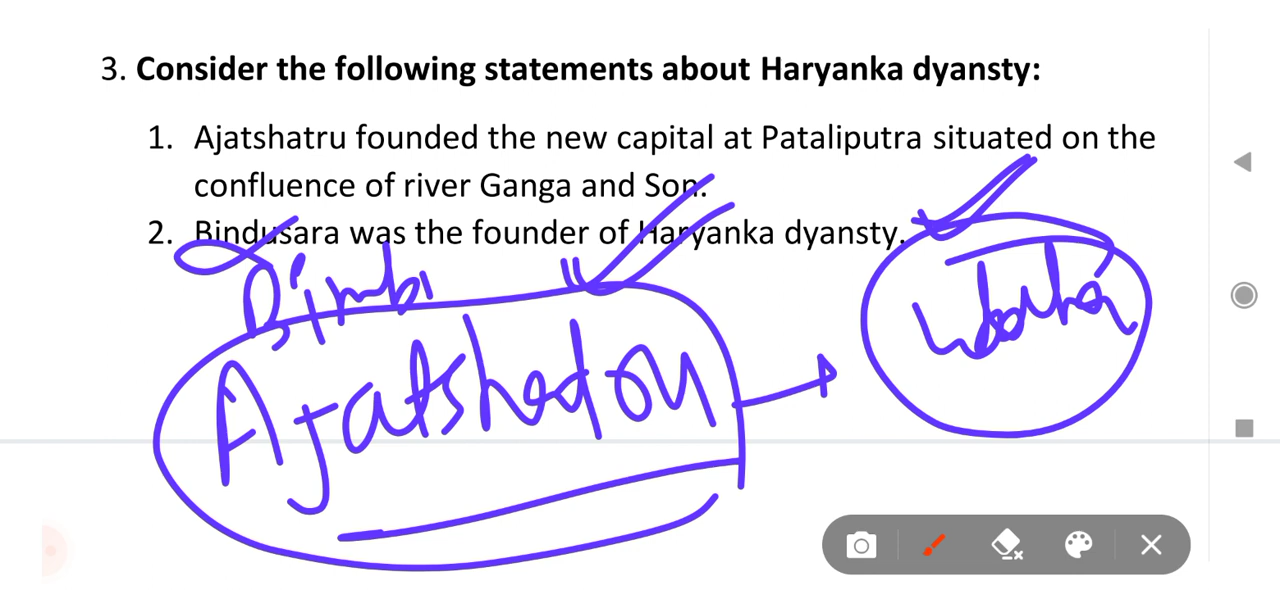 3. Consider the following statements about Haryanka dyansty:
1. Ajatshatru founded the new capital at Pataliputra situated on the
confluence of river Ganga and Son.
2. Bindusara was the founder of Haryanka dyansty.
Bimbi